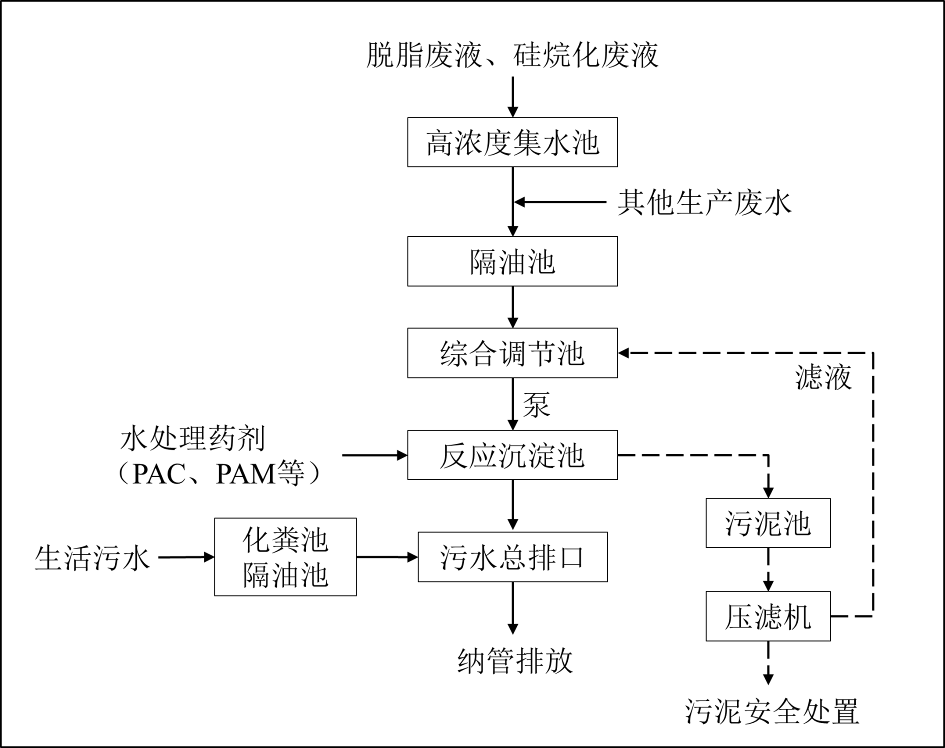 脱脂废液、硅烷化废液
高浓度集水池
其他生产废水
隔油池
综合调节池
滤液
泵
水处理药剂
（PAC、PAM等）
反应沉淀池
污泥池
生活污水
化粪池
隔油池
污水总排口
压滤机
纳管排放
污泥安全处置